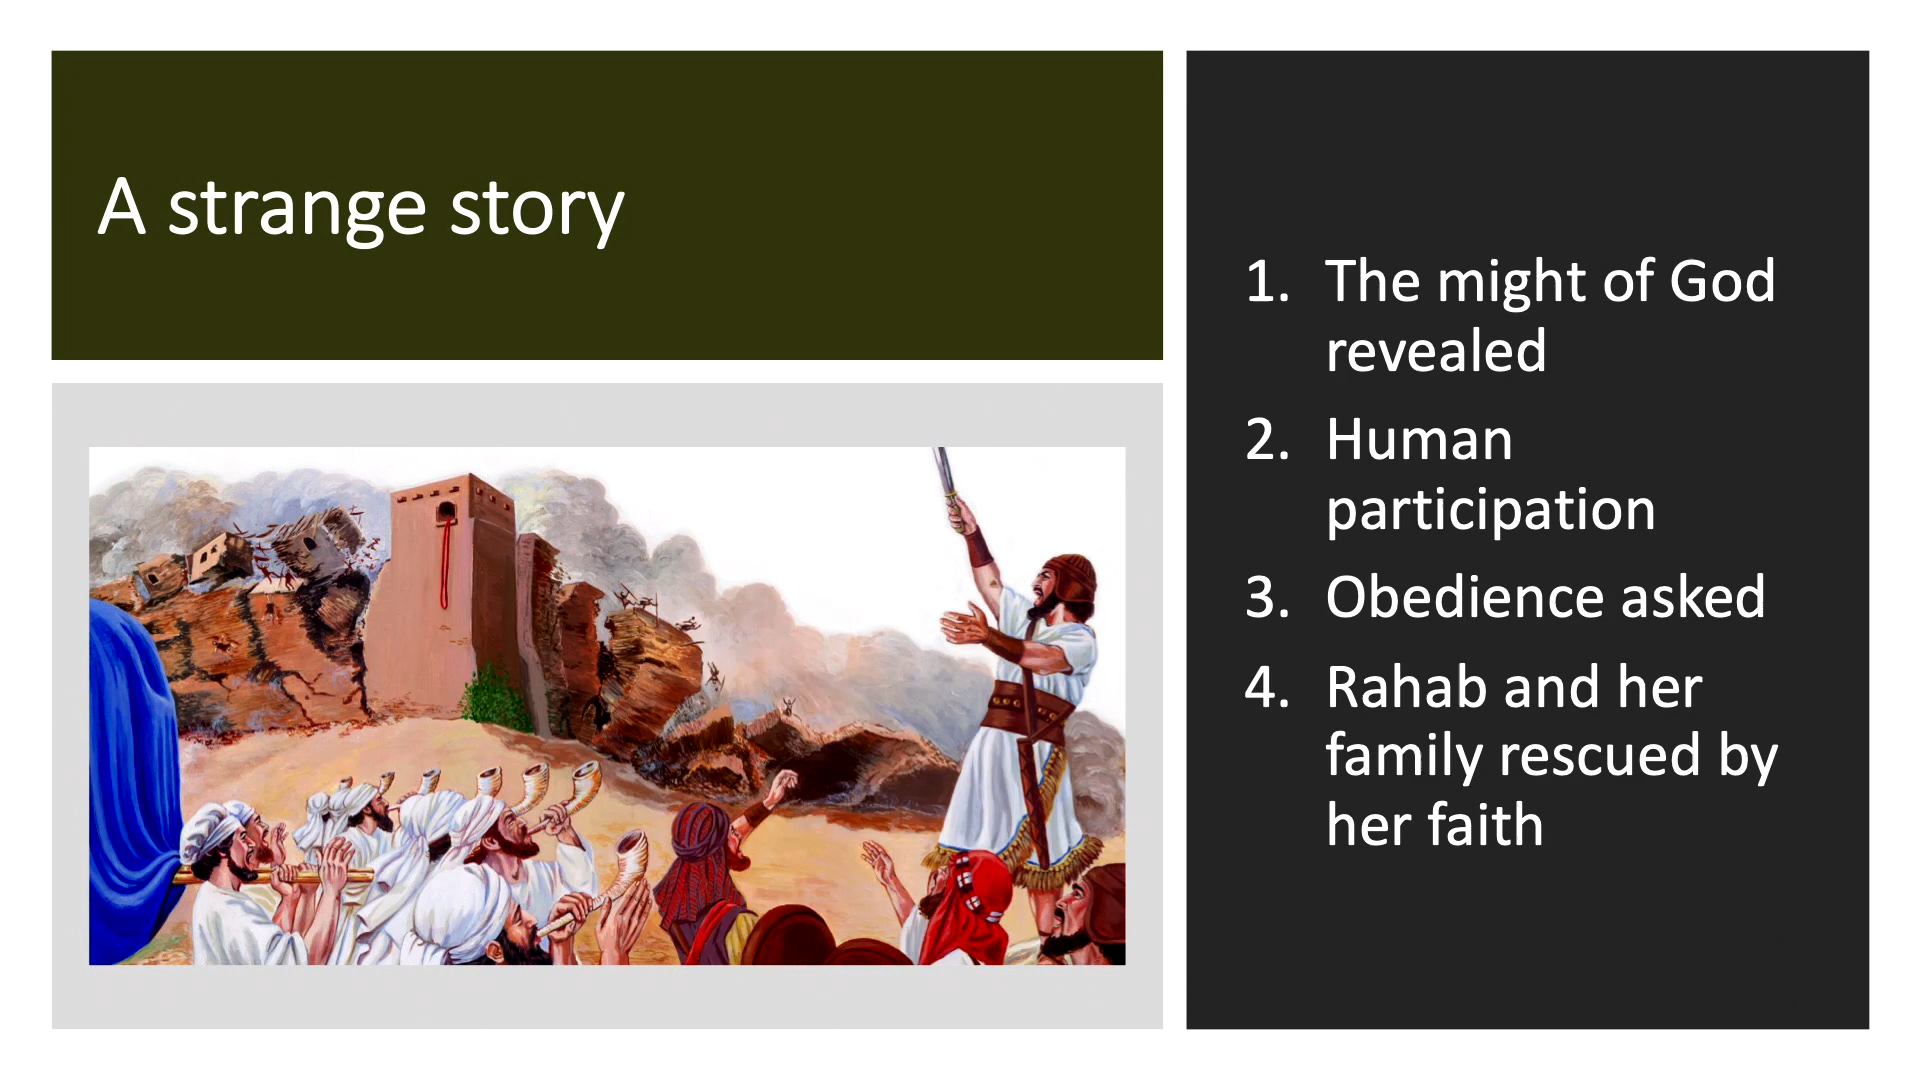 A strange story
1. The might of God
revealed
2. Human
participation
3. Obedience asked
4. Rahab and her
family rescued by
her faith